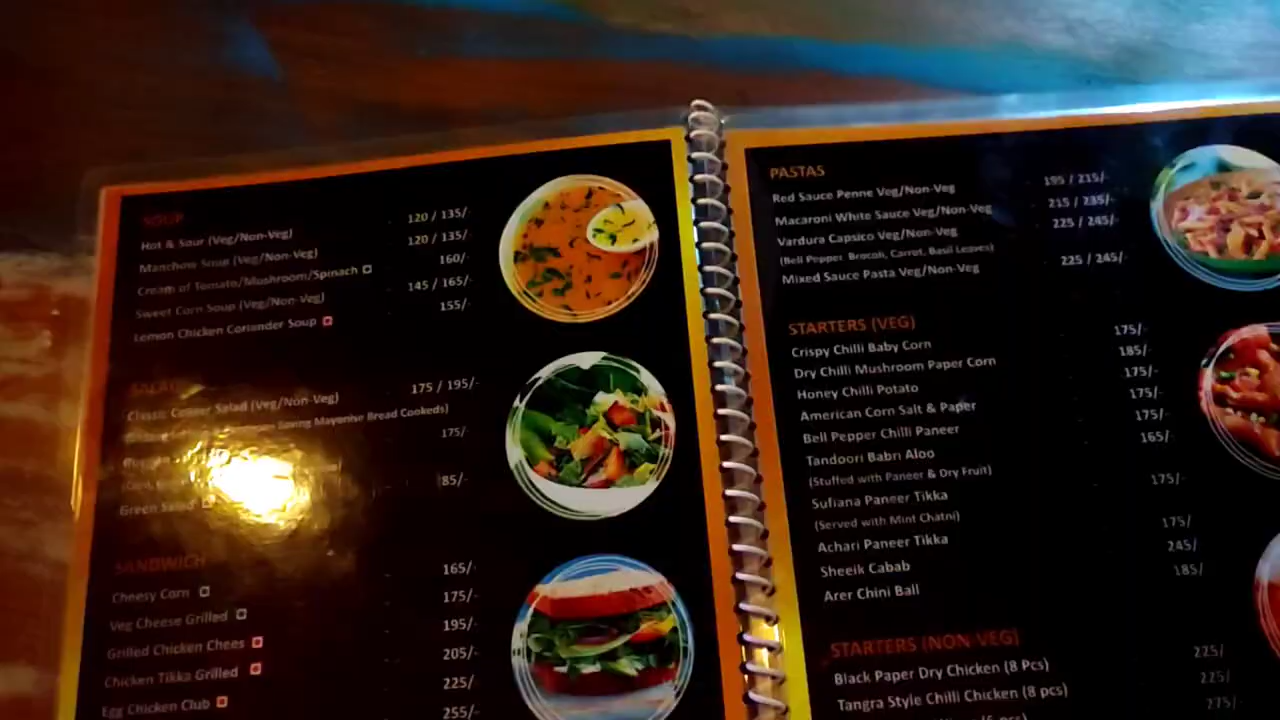 SOUP
Hot & Sour (Veg/Non-Veg) 120 / 135/-
Manchow Soup (Veg/Non-Veg) 120 / 135/-
Cream of Tomato/Mushroom/Spinach 160/-
Sweet Corn Soup (Veg/Non-Veg) 145 / 165/-
Lemon Chicken Coriander Soup 155/-
SALAD
Classic Ceaser Salad (Veg/Non-Veg) 175 / 195/-
Mayonise Bread Cookeds)
175/-
Green Salad 85/-
SANDWICH
Cheesy Corn 165/-
Veg Cheese Grilled 175/-
Grilled Chicken Chees 195/-
Chicken Tikka Grilled 205/-
Egg Chicken Club 225/-
255/-
PASTAS
Red Sauce Penne Veg/Non-Veg 195 / 215/-
Macaroni White Sauce Veg/Non-Veg 215 / 235/-
Vardura Capsico Veg/Non-Veg 225 / 245/-
(Bell Pepper Brocoli, Carrot, Basil Leaves)
Mixed Sauce Pasta Veg/Non-Veg 225 / 245/-
STARTERS (VEG)
Crispy Chilli Baby Corn 175/-
Dry Chilli Mushroom Paper Corn 185/-
Honey Chilli Potato 175/-
American Corn Salt & Paper 175/-
Bell Pepper Chilli Paneer 175/-
Tandoori Babri Aloo 165/-
(Stuffed with Paneer & Dry Fruit)
Sufiana Paneer Tikka 175/-
(Served with Mint Chatni)
Achari Paneer Tikka 175/
Sheeik Cabab 245/
Arer Chini Ball 185/
STARTERS (NON VEG)
Black Paper Dry Chicken (8 Pcs) 225/
Tangra Style Chilli Chicken (8 pcs) 225/
275/